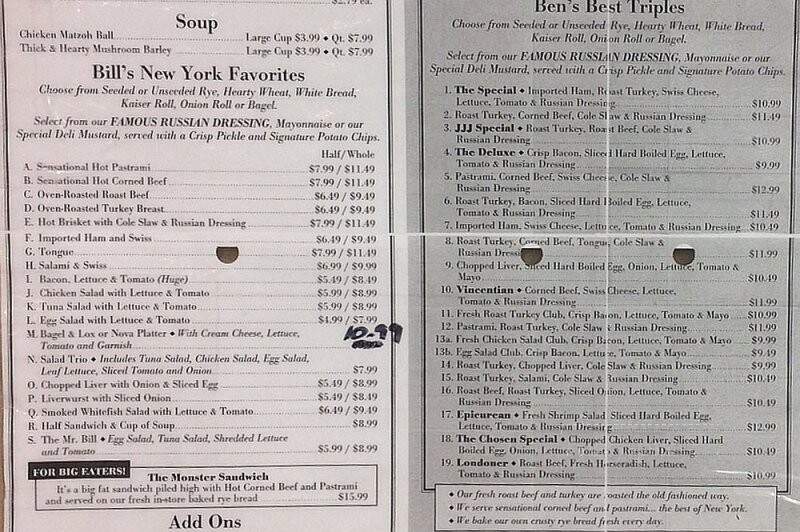 $2.79 ea.
Soup
Chicken Matzoh Ball Large Cup $3.99 ◆ Qt. $7.99
Thick & Hearty Mushroom Barley Large Cup $3.99 ◆ Qt. $7.99
Bill's New York Favorites
Choose from Seeded or Unseeded Rye, Hearty Wheat, White Bread,
Kaiser Roll, Onion Roll or Bagel.
Select from our FAMOUS RUSSIAN DRESSING, Mayonnaise or our
Special Deli Mustard, served with a Crisp Pickle and Signature Potato Chips.
Half/Whole
A. Sensational Hot Pastrami $7.99 / $11.49
B. Sensational Hot Corned Beef $7.99 / $11.49
C. Oven-Roasted Roast Beef $6.49 / $9.49
D. Oven-Roasted Turkey Breast $6.49 / $9.49
E. Hot Brisket with Cole Slaw & Russian Dressing $7.99 / $11.49
F. Imported Ham and Swiss $6.49 / $9.49
G. Tongue $7.99 / $11.49
H. Salami & Swiss $6.99 / $9.99
I. Bacon, Lettuce & Tomato (Huge) $5.49 / $8.49
J. Chicken Salad with Lettuce & Tomato $5.99 / $8.99
K. Tuna Salad with Lettuce & Tomato $5.99 / $8.99
L. Egg Salad with Lettuce & Tomato $4.99 / $7.99
M. Bagel & Lox or Nova Platter ◆ With Cream Cheese, Lettuce,
Tomato and Garnish 10.99
N. Salad Trio ◆ Includes Tuna Salad, Chicken Salad, Egg Salad,
Leaf Lettuce, Sliced Tomato and Onion $7.99
O. Chopped Liver with Onion & Sliced Egg $5.49 / $8.99
P. Liverwurst with Sliced Onion $5.49 / $8.49
Q. Smoked Whitefish Salad with Lettuce & Tomato $6.49 / $9.49
R. Half Sandwich & Cup of Soup $8.99
S. The Mr. Bill ◆ Egg Salad, Tuna Salad, Shredded Lettuce
and Tomato $5.99 / $8.99
FOR BIG EATERS!
The Monster Sandwich
It's a big fat sandwich piled high with Hot Corned Beef and Pastrami
and served on our fresh in-store baked rye bread $15.99
Add Ons
Ben's Best Triples
Choose from Seeded or Unseeded Rye, Hearty Wheat, White Bread,
Kaiser Roll, Onion Roll or Bagel.
Select from our FAMOUS RUSSIAN DRESSING, Mayonnaise or our
Special Deli Mustard, served with a Crisp Pickle and Signature Potato Chips.
1. The Special ◆ Imported Ham, Roast Turkey, Swiss Cheese,
Lettuce, Tomato & Russian Dressing $10.99
2. Roast Turkey, Corned Beef, Cole Slaw & Russian Dressing $11.49
3. JJJ Special ◆ Roast Turkey, Roast Beef, Cole Slaw &
Russian Dressing $10.99
4. The Deluxe ◆ Crisp Bacon, Sliced Hard Boiled Egg, Lettuce,
Tomato & Russian Dressing $9.99
5. Pastrami, Corned Beef, Swiss Cheese, Cole Slaw &
Russian Dressing $12.99
6. Roast Turkey, Bacon, Sliced Hard Boiled Egg, Lettuce,
Tomato & Russian Dressing $11.49
7. Imported Ham, Swiss Cheese, Lettuce, Tomato & Russian Dressing $10.49
8. Roast Turkey, Corned Beef, Tongue, Cole Slaw &
Russian Dressing $11.99
9. Chopped Liver, Sliced Hard Boiled Egg, Onion, Lettuce, Tomato &
Mayo $10.49
10. Vincentian ◆ Corned Beef, Swiss Cheese, Lettuce,
Tomato & Russian Dressing $11.99
11. Fresh Roast Turkey Club, Crisp Bacon, Lettuce, Tomato & Mayo $10.99
12. Pastrami, Roast Turkey, Cole Slaw & Russian Dressing $11.99
13a. Fresh Chicken Salad Club, Crisp Bacon, Lettuce, Tomato & Mayo $9.99
13b. Egg Salad Club, Crisp Bacon, Lettuce, Tomato & Mayo $9.49
14. Roast Turkey, Chopped Liver, Cole Slaw & Russian Dressing $9.99
15. Roast Turkey, Salami, Cole Slaw & Russian Dressing $10.49
16. Roast Beef, Roast Turkey, Sliced Onion, Lettuce, Tomato &
Russian Dressing $10.49
17. Epicurean ◆ Fresh Shrimp Salad, Sliced Hard Boiled Egg,
Lettuce, Tomato & Russian Dressing $12.99
18. The Chosen Special ◆ Chopped Chicken Liver, Sliced Hard
Boiled Egg, Onion, Lettuce, Tomato & Russian Dressing $10.49
19. Londoner ◆ Roast Beef, Fresh Horseradish, Lettuce,
Tomato & Russian Dressing $10.99
◆ Our fresh roast beef and turkey are roasted the old fashioned way.
◆ We serve sensational corned beef and pastrami... the best of New York.
◆ We bake our own crusty rye bread fresh every day.